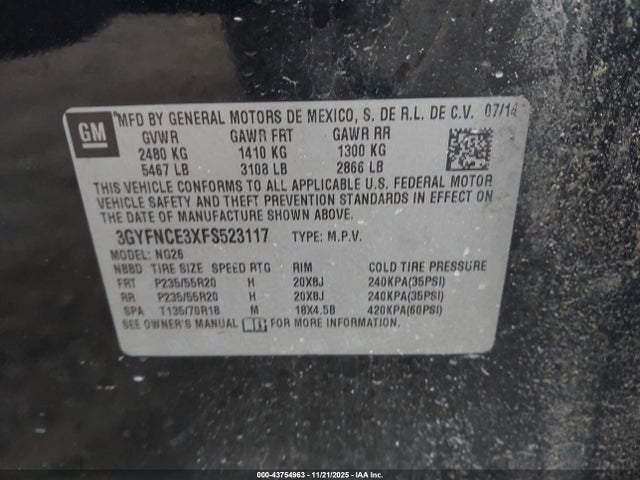 GM
MFD BY GENERAL MOTORS DE MEXICO, S. DE R.L. DE C.V. 07/14
GVWR GAWR FRT GAWR RR
2480 KG 1410 KG 1300 KG
5467 LB 3108 LB 2866 LB
THIS VEHICLE CONFORMS TO ALL APPLICABLE U.S. FEDERAL MOTOR
VEHICLE SAFETY AND THEFT PREVENTION STANDARDS IN EFFECT ON
THE DATE OF MANUFACTURE SHOWN ABOVE.
3GYFNCE3XFS523117 TYPE: M.P.V.
MODEL: NG26
NBBD TIRE SIZE SPEED RTG RIM COLD TIRE PRESSURE
FRT P235/55R20 H 20X8J 240KPA(35PSI)
RR P235/55R20 H 20X8J 240KPA(35PSI)
SPA T135/70R18 M 18X4.5B 420KPA(60PSI)
SEE OWNER'S MANUAL FOR MORE INFORMATION.
000-43754963 - 11/21/2025 - IAAI.COM